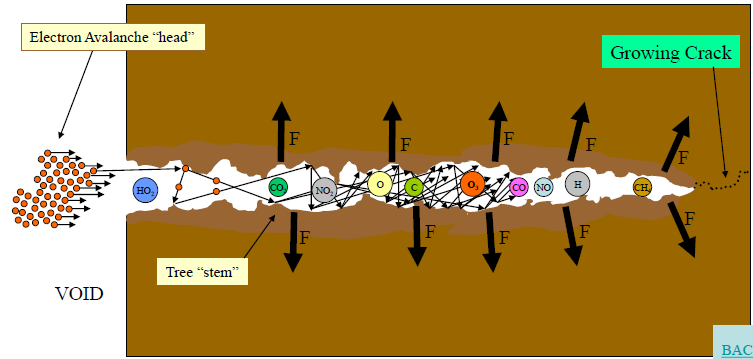 Electron Avalanche “head”
Growing Crack
F F F F F
HO₂ CO₂ NO₂ O C O₃ CO NO H CH₄
F F F F F
Tree “stem”
VOID
BAC